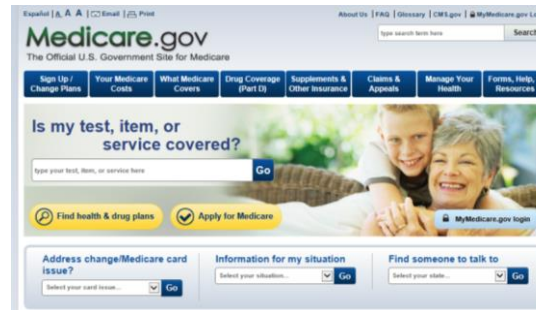 Español | A A A | Email | Print
About Us | FAQ | Glossary | CMS.gov | MyMedicare.gov Lo
Medicare.gov
type search term here
Search
The Official U.S. Government Site for Medicare
Sign Up / Change Plans
Your Medicare Costs
What Medicare Covers
Drug Coverage (Part D)
Supplements & Other Insurance
Claims & Appeals
Manage Your Health
Forms, Help, Resources
Is my test, item, or
service covered?
type your test, item, or service here
Go
Find health & drug plans
Apply for Medicare
MyMedicare.gov login
Address change/Medicare card
issue?
Select your card issue...
Go
Information for my situation
Select your situation...
Go
Find someone to talk to
Select your state...
Go